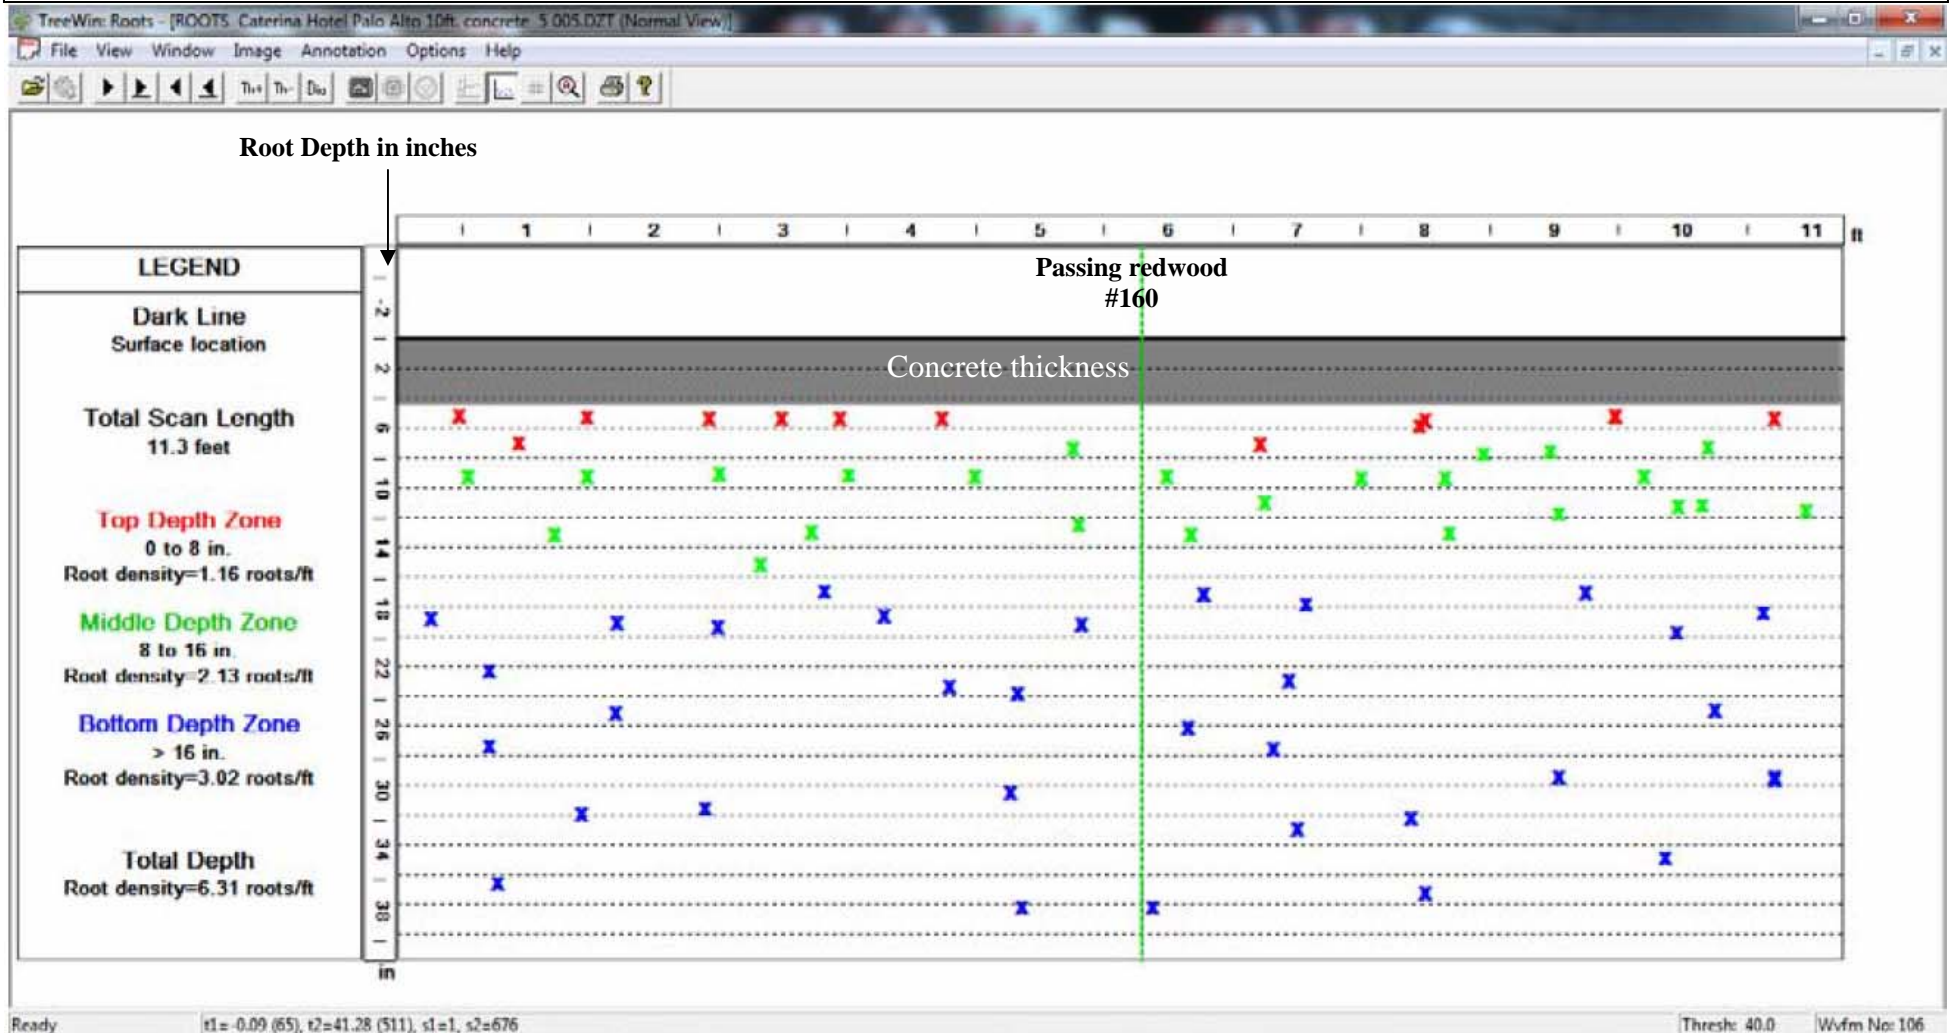 TreeWin: Roots - [ROOTS Caterina Hotel Palo Alto 10ft. concrete 5.005.DZT (Normal View)]
File View Window Image Annotation Options Help
Th+ Th-
Root Depth in inches
1 2 3 4 5 6 7 8 9 10 11 ft
LEGEND
Dark Line
Surface location
Total Scan Length
11.3 feet
Top Depth Zone
0 to 8 in.
Root density=1.16 roots/ft
Middle Depth Zone
8 to 16 in.
Root density=2.13 roots/ft
Bottom Depth Zone
> 16 in.
Root density=3.02 roots/ft
Total Depth
Root density=6.31 roots/ft
-2
2
6
10
14
18
22
26
30
34
38
in
Passing redwood
#160
Concrete thickness
Ready t1= -0.09 (65), t2=41.28 (511), s1=1, s2=676 Thresh: 40.0 Wvfm No: 106